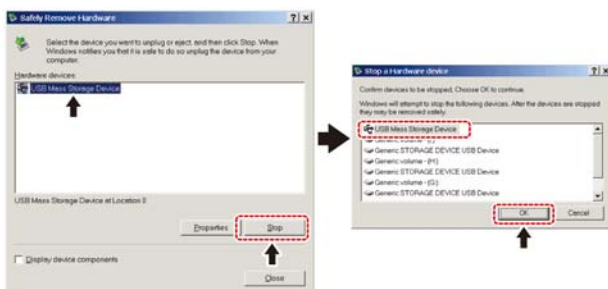 Safely Remove Hardware
Select the device you want to unplug or eject, and then click Stop. When
Windows notifies you that it is safe to do so unplug the device from your
computer.
Hardware devices:
USB Mass Storage Device
USB Mass Storage Device at Location 0
Properties
Stop
Display device components
Close
Stop a Hardware device
Confirm devices to be stopped, Choose OK to continue.
Windows will attempt to stop the following devices. After the devices are stopped
they may be removed safely.
USB Mass Storage Device
Generic volume -
Generic STORAGE DEVICE USB Device
Generic volume - (H:)
Generic STORAGE DEVICE USB Device
Generic volume - (G:)
Generic STORAGE DEVICE USB Device
OK
Cancel